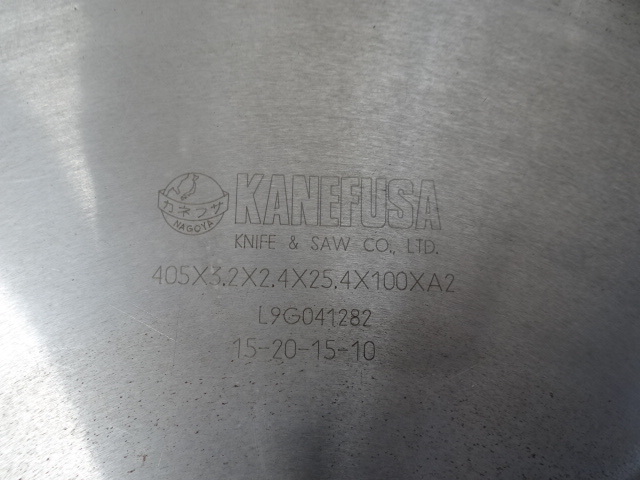 カネフサ
NAGOYA
KANEFUSA
KNIFE & SAW CO., LTD.
405X3.2X2.4X25.4X100XA2
L9G041282
15-20-15-10